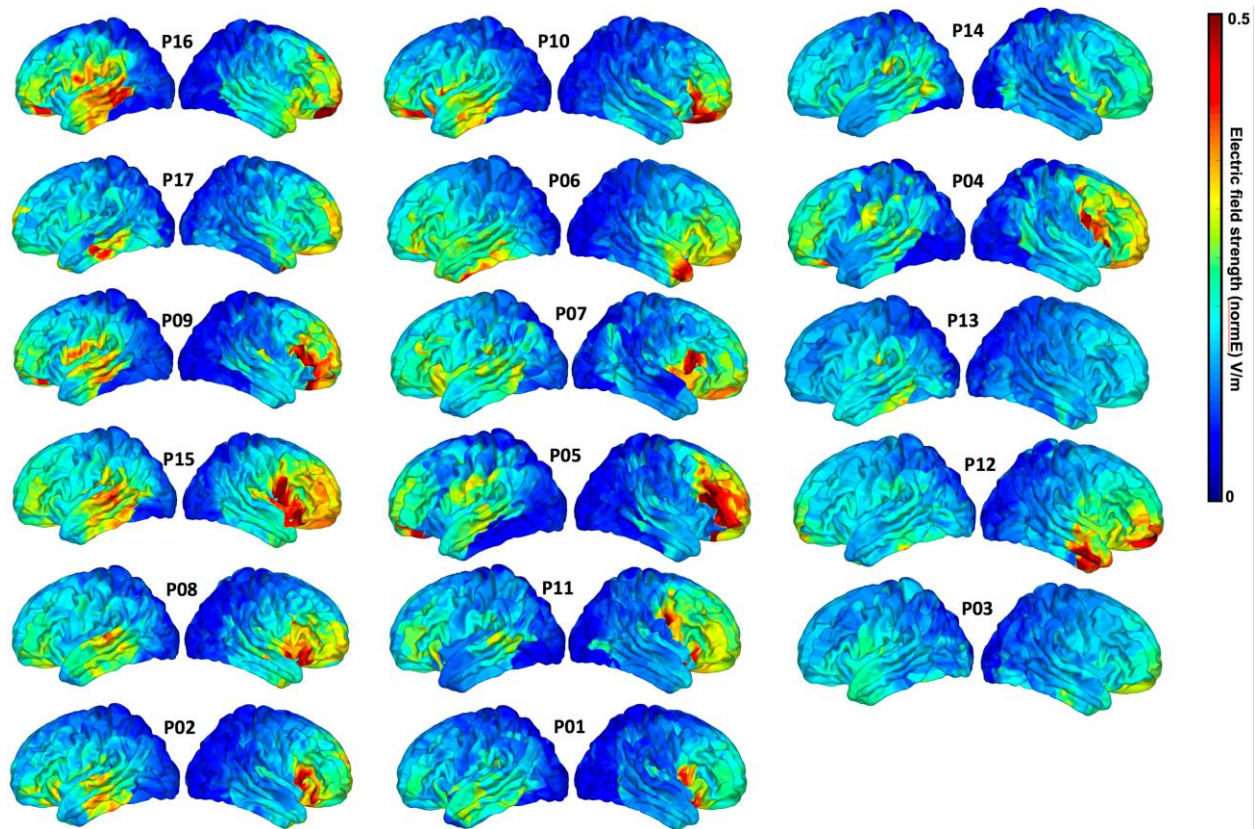 P16
P10
P14
0.5
P17
P06
P04
P09
P07
P13
P15
P05
P12
P08
P11
P03
P02
P01
Electric field strength (normE) V/m
0